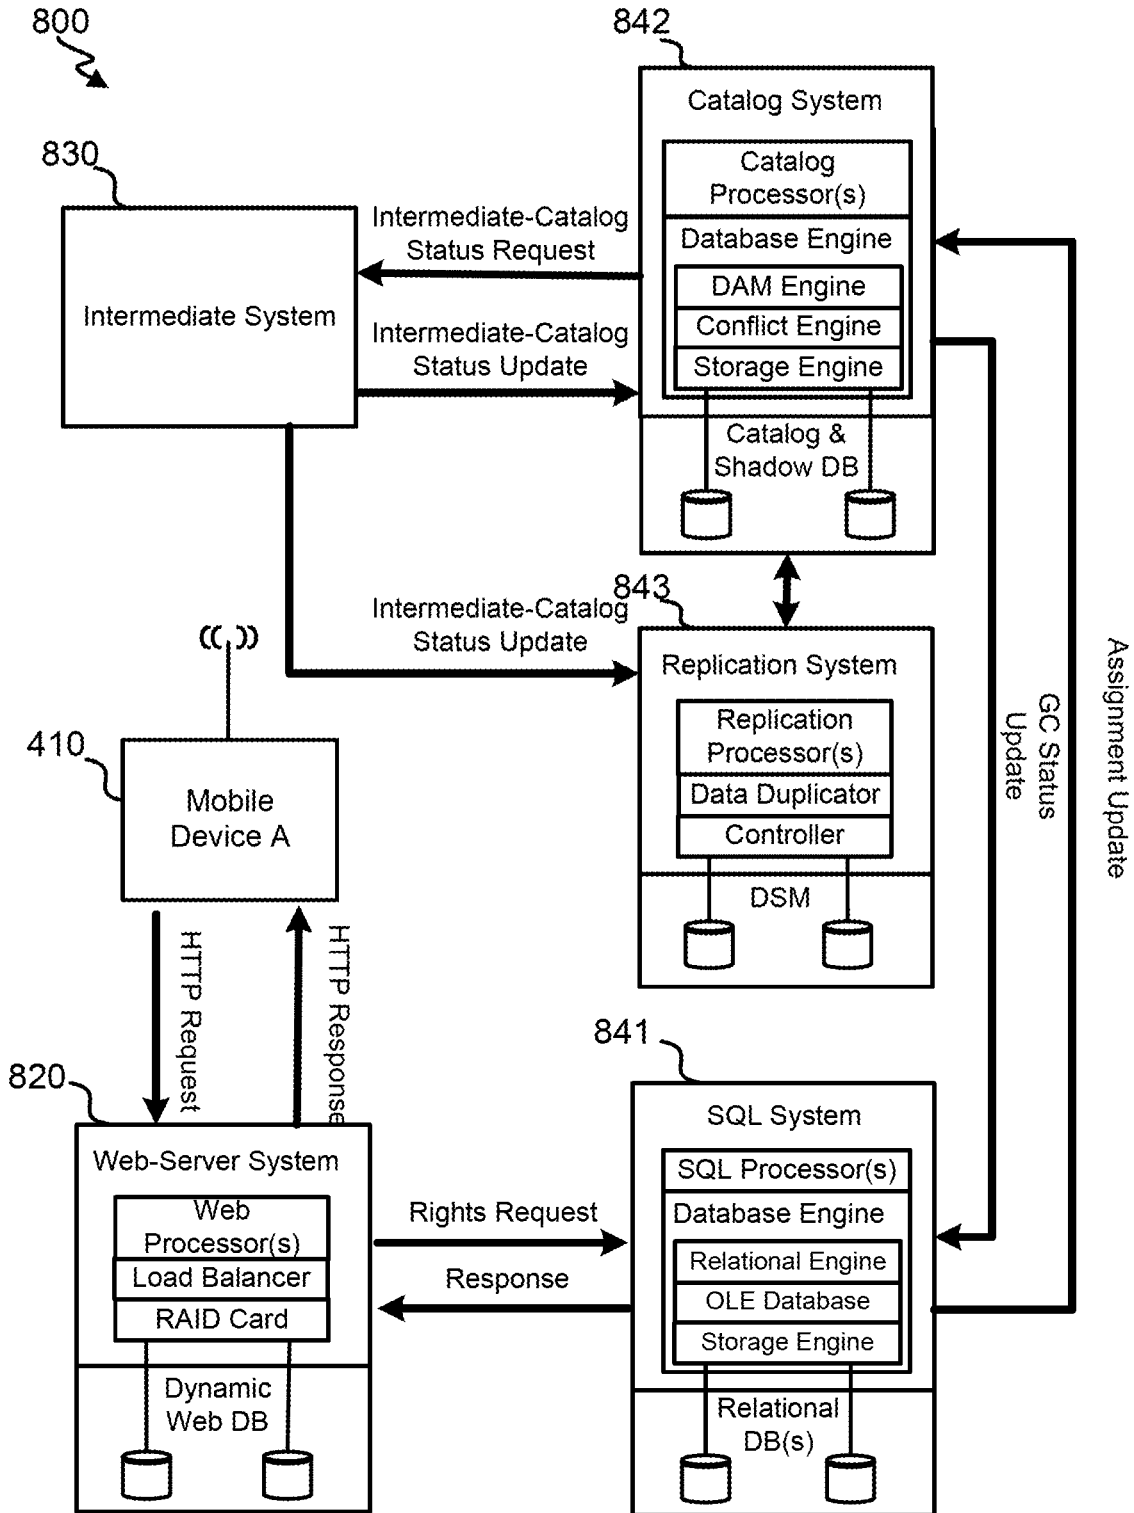 800
842
Catalog System
Catalog
Processor(s)
Database Engine
DAM Engine
Conflict Engine
Storage Engine
Catalog &
Shadow DB
830
Intermediate System
Intermediate-Catalog
Status Request
Intermediate-Catalog
Status Update
Intermediate-Catalog
Status Update
843
Replication System
Replication
Processor(s)
Data Duplicator
Controller
DSM
GC Status
Update
Assignment Update
410
Mobile
Device A
HTTP Request
HTTP Response
820
Web-Server System
Web
Processor(s)
Load Balancer
RAID Card
Dynamic
Web DB
Rights Request
Response
841
SQL System
SQL Processor(s)
Database Engine
Relational Engine
OLE Database
Storage Engine
Relational
DB(s)